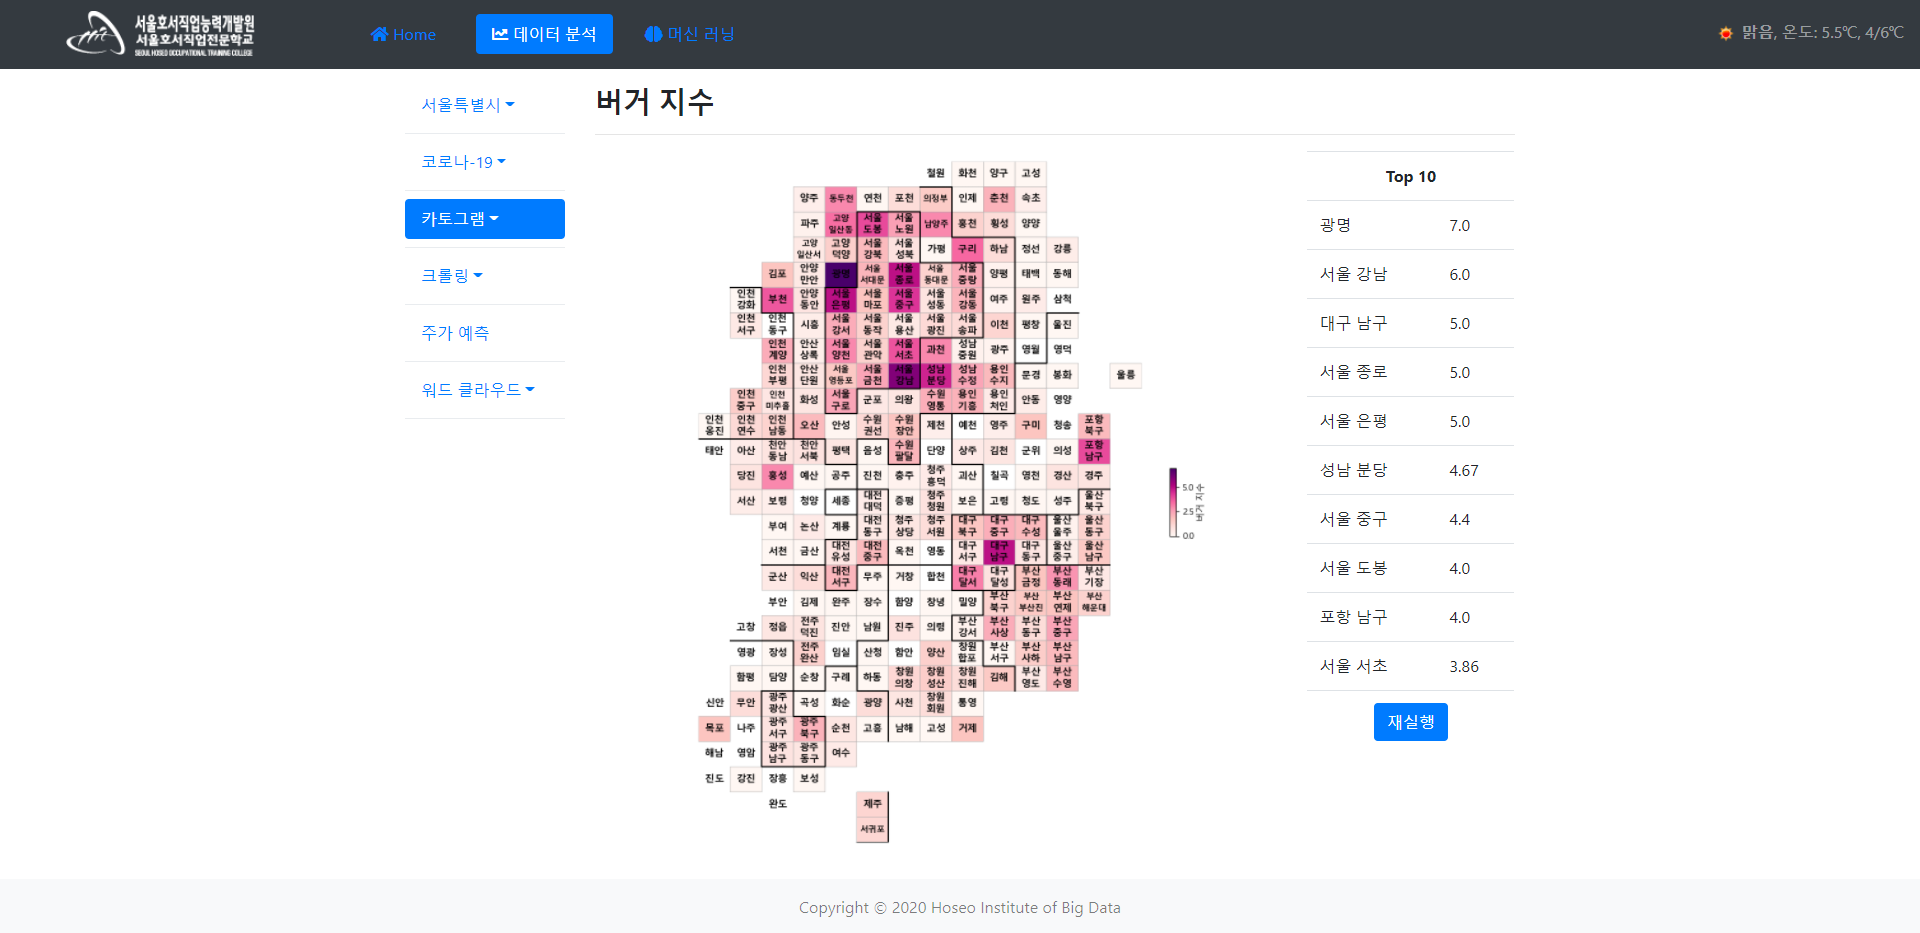 서울호서직업능력개발원
서울호서직업전문학교
SEOUL HOSEO OCCUPATIONAL TRAINING COLLEGE
Home
데이터 분석
머신 러닝
맑음, 온도: 5.5℃, 4/6℃
서울특별시
코로나-19
카토그램
크롤링
주가 예측
워드 클라우드
버거 지수
철원 화천 양구 고성
양주 동두천 연천 포천 의정부 인제 춘천 속초
파주 고양 일산동 서울 도봉 서울 노원 남양주 홍천 횡성 양양
고양 일산서 고양 덕양 서울 강북 서울 성북 가평 구리 하남 정선 강릉
김포 안양 만안 광명 서울 서대문 서울 종로 서울 동대문 서울 중랑 양평 태백 동해
인천 강화 부천 안양 동안 서울 은평 서울 마포 서울 중구 서울 성동 서울 강동 여주 원주 삼척
인천 서구 인천 동구 시흥 서울 강서 서울 동작 서울 용산 서울 광진 서울 송파 이천 평창 울진
인천 계양 안산 상록 서울 양천 서울 관악 서울 서초 과천 성남 중원 광주 영월 영덕
인천 부평 안산 단원 서울 영등포 서울 금천 서울 강남 성남 분당 성남 수정 용인 수지 문경 봉화 울릉
인천 중구 인천 미추홀 화성 서울 구로 군포 의왕 수원 영통 용인 기흥 용인 처인 안동 영양
인천 옹진 인천 연수 인천 남동 오산 안성 수원 권선 수원 장안 제천 예천 영주 구미 청송 포항 북구
태안 아산 천안 동남 천안 서북 평택 음성 수원 팔달 단양 상주 김천 군위 의성 포항 남구
당진 홍성 예산 공주 진천 충주 청주 흥덕 괴산 칠곡 영천 경산 경주
서산 보령 청양 세종 대전 대덕 증평 청주 청원 보은 고령 청도 성주 울산 북구
부여 논산 계룡 대전 동구 청주 상당 청주 서원 대구 북구 대구 중구 대구 수성 울산 울주 울산 동구
서천 금산 대전 유성 대전 중구 옥천 영동 대구 서구 대구 남구 대구 동구 울산 중구 울산 남구
군산 익산 대전 서구 무주 거창 합천 대구 달서 대구 달성 부산 금정 부산 동래 부산 기장
부안 김제 완주 장수 함양 창녕 밀양 부산 북구 부산 부산진 부산 연제 부산 해운대
고창 정읍 전주 덕진 진안 남원 진주 의령 부산 강서 부산 사상 부산 동구 부산 중구
영광 장성 전주 완산 임실 산청 함안 양산 창원 합포 부산 서구 부산 사하 부산 남구
함평 담양 순창 구례 하동 창원 의창 창원 성산 창원 진해 김해 부산 영도 부산 수영
신안 무안 광주 광산 곡성 화순 광양 사천 창원 회원 통영
목포 나주 광주 서구 광주 북구 순천 고흥 남해 고성 거제
해남 영암 광주 남구 광주 동구 여수
진도 강진 장흥 보성
완도 제주
서귀포
5.0
2.5
0.0
버거 지수
Top 10
광명 7.0
서울 강남 6.0
대구 남구 5.0
서울 종로 5.0
서울 은평 5.0
성남 분당 4.67
서울 중구 4.4
서울 도봉 4.0
포항 남구 4.0
서울 서초 3.86
재실행
Copyright © 2020 Hoseo Institute of Big Data